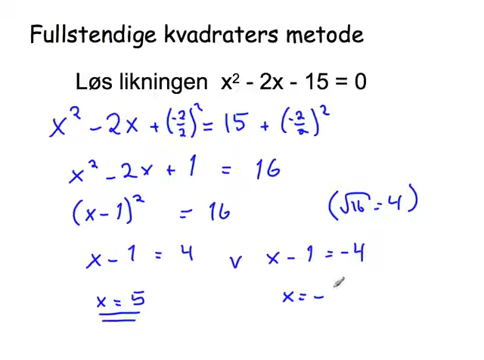 Fullstendige kvadraters metode
Løs likningen x² - 2x - 15 = 0
x² - 2x + (-2/2)² = 15 + (-2/2)²
x² - 2x + 1 = 16
(x - 1)² = 16 (√16 = 4)
x - 1 = 4 v x - 1 = -4
x = 5 x = -